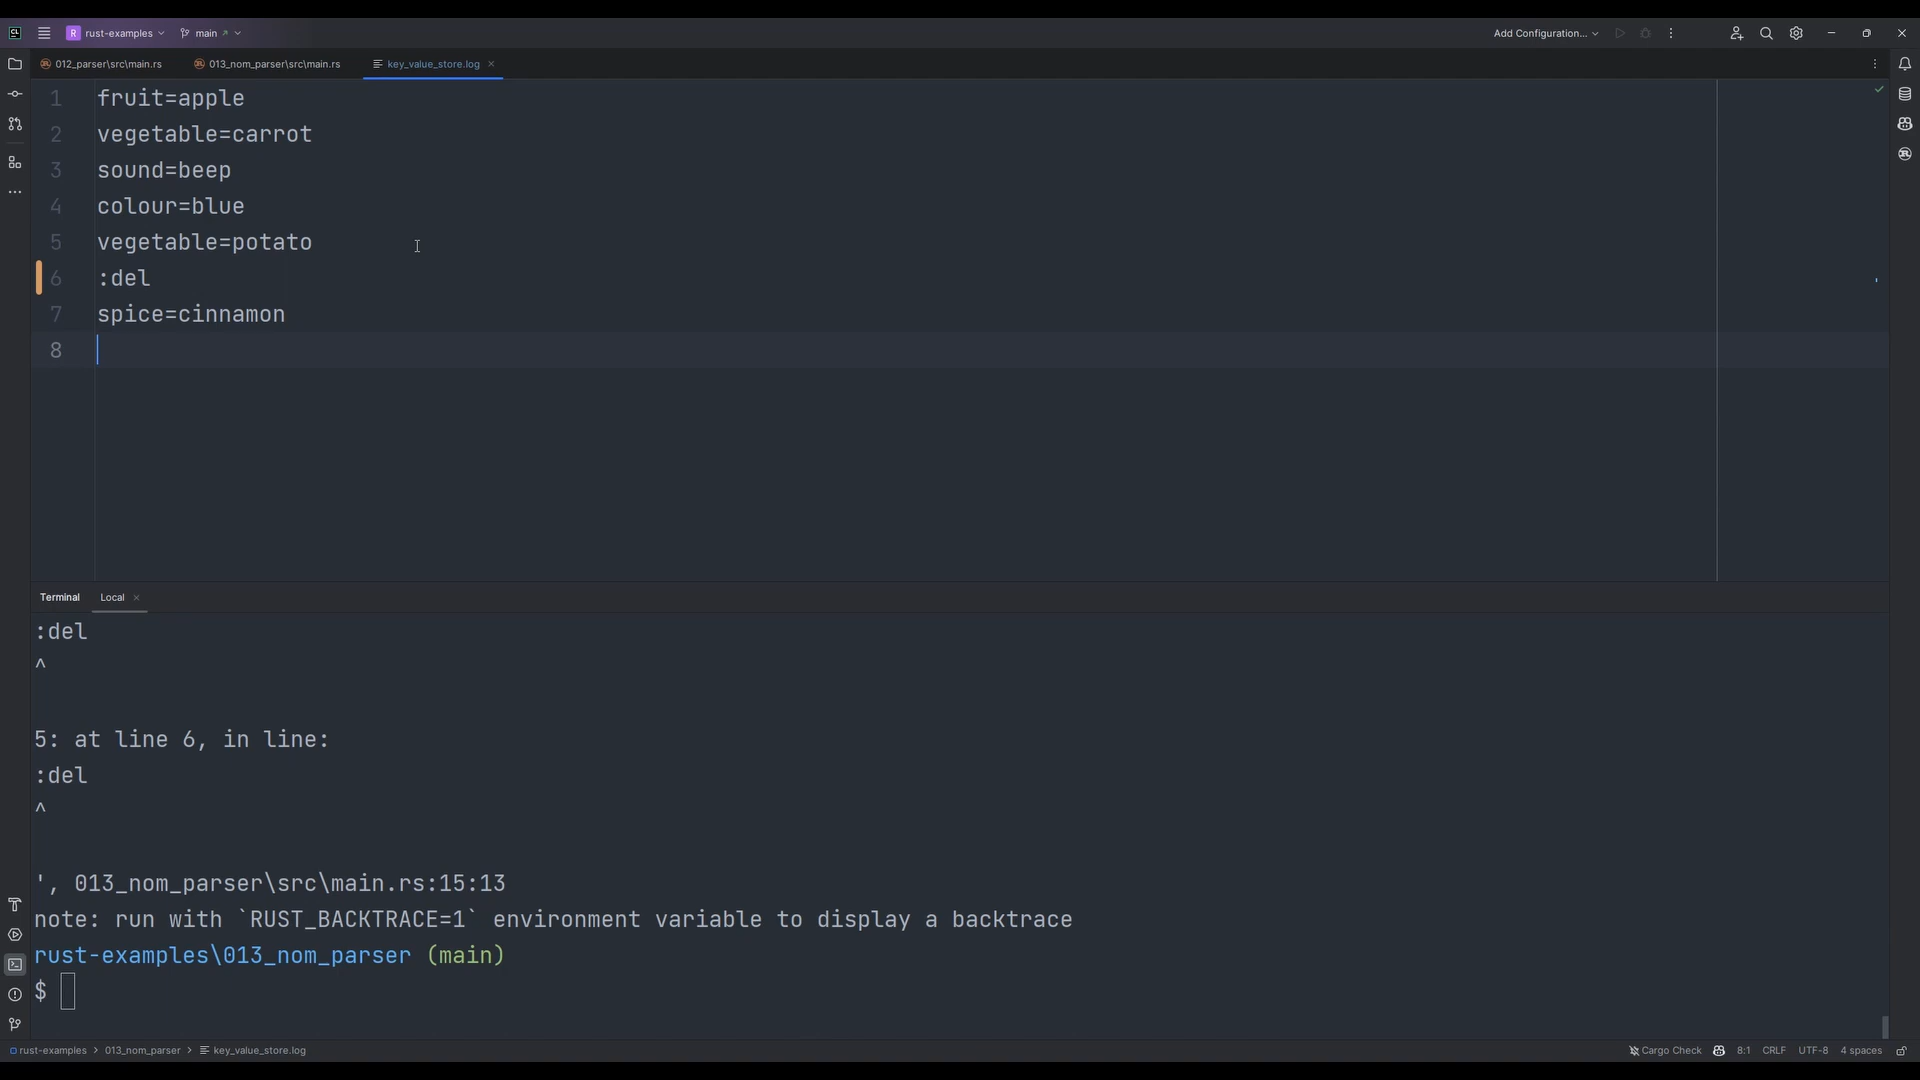 CL R rust-examples main Add Configuration...
012_parser\src\main.rs 013_nom_parser\src\main.rs key_value_store.log
1 fruit=apple
2 vegetable=carrot
3 sound=beep
4 colour=blue
5 vegetable=potato
6 :del
7 spice=cinnamon
8
Terminal Local
:del
^
5: at line 6, in line:
:del
^
', 013_nom_parser\src\main.rs:15:13
note: run with `RUST_BACKTRACE=1` environment variable to display a backtrace
rust-examples\013_nom_parser (main)
$
rust-examples > 013_nom_parser > key_value_store.log Cargo Check 8:1 CRLF UTF-8 4 spaces